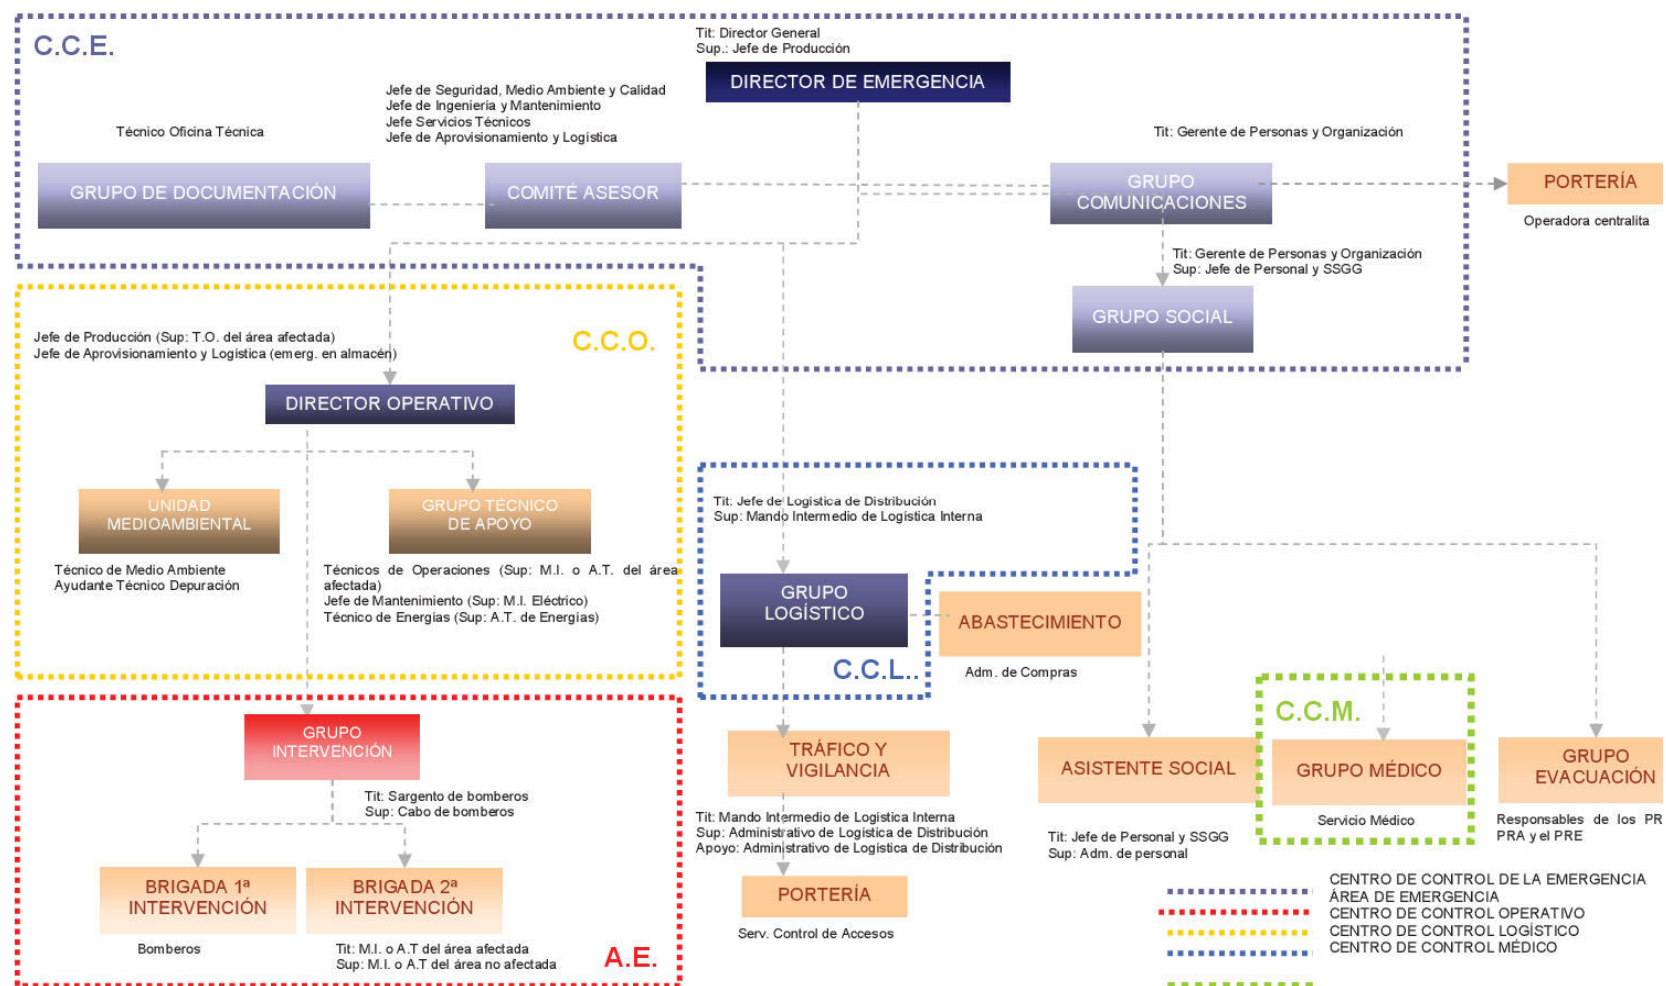 C.C.E.
Tit: Director General
Sup.: Jefe de Producción
DIRECTOR DE EMERGENCIA
Jefe de Seguridad, Medio Ambiente y Calidad
Jefe de Ingeniería y Mantenimiento
Jefe Servicios Técnicos
Jefe de Aprovisionamiento y Logística
Técnico Oficina Técnica
Tit: Gerente de Personas y Organización
GRUPO DE DOCUMENTACIÓN
COMITÉ ASESOR
GRUPO
COMUNICACIONES
PORTERÍA
Operadora centralita
Tit: Gerente de Personas y Organización
Sup: Jefe de Personal y SSGG
GRUPO SOCIAL
C.C.O.
Jefe de Producción (Sup: T.O. del área afectada)
Jefe de Aprovisionamiento y Logística (emerg. en almacén)
DIRECTOR OPERATIVO
UNIDAD
MEDIOAMBIENTAL
GRUPO TÉCNICO
DE APOYO
Técnico de Medio Ambiente
Ayudante Técnico Depuración
Técnicos de Operaciones (Sup: M.I. o A.T. del área
afectada)
Jefe de Mantenimiento (Sup: M.I. Eléctrico)
Técnico de Energías (Sup: A.T. de Energías)
Tit: Jefe de Logística de Distribución
Sup: Mando Intermedio de Logística Interna
GRUPO
LOGÍSTICO
ABASTECIMIENTO
Adm. de Compras
C.C.L..
GRUPO
INTERVENCIÓN
Tit: Sargento de bomberos
Sup: Cabo de bomberos
BRIGADA 1ª
INTERVENCIÓN
BRIGADA 2ª
INTERVENCIÓN
Bomberos
Tit: M.I. o A.T del área afectada
Sup: M.I. o A.T del área no afectada
A.E.
TRÁFICO Y
VIGILANCIA
Tit: Mando Intermedio de Logística Interna
Sup: Administrativo de Logística de Distribución
Apoyo: Administrativo de Logística de Distribución
PORTERÍA
Serv. Control de Accesos
ASISTENTE SOCIAL
Tit: Jefe de Personal y SSGG
Sup: Adm. de personal
C.C.M.
GRUPO MÉDICO
Servicio Médico
GRUPO
EVACUACIÓN
Responsables de los PR
PRA y el PRE
CENTRO DE CONTROL DE LA EMERGENCIA
ÁREA DE EMERGENCIA
CENTRO DE CONTROL OPERATIVO
CENTRO DE CONTROL LOGÍSTICO
CENTRO DE CONTROL MÉDICO